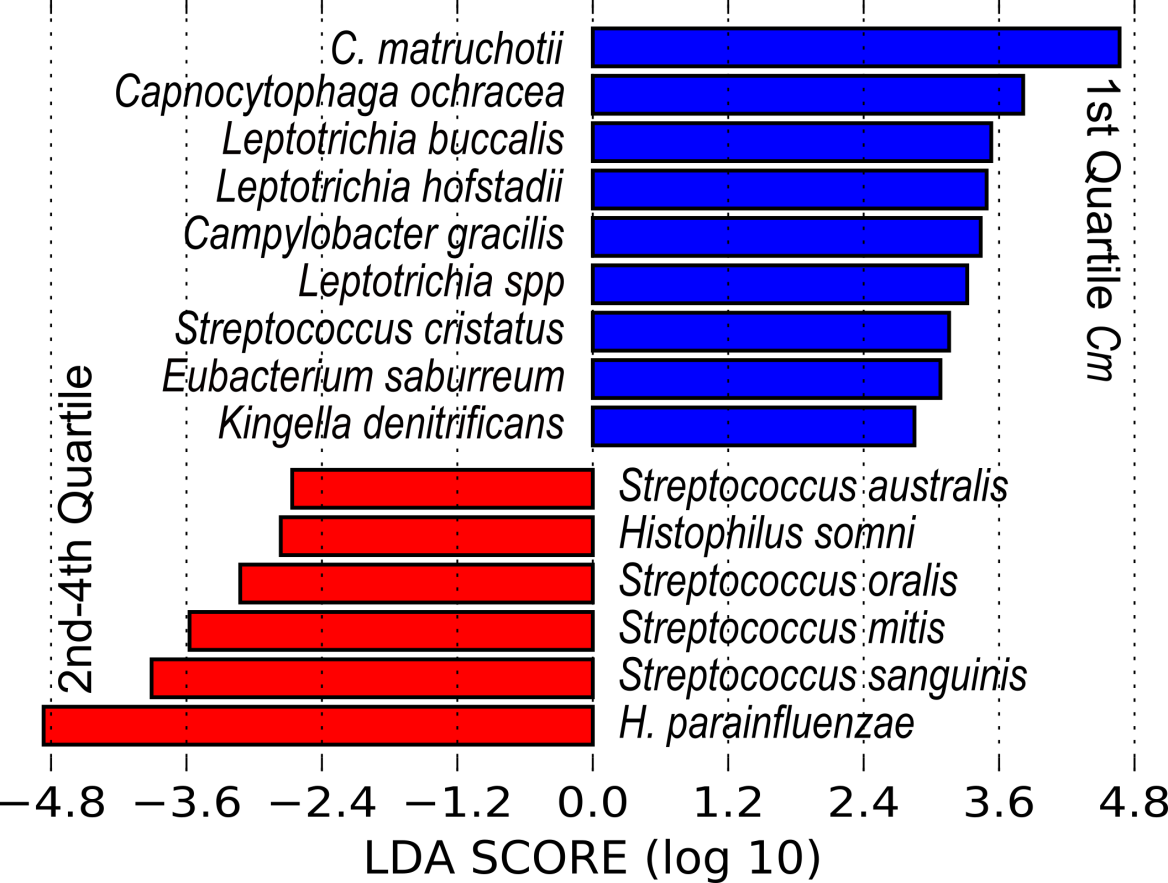 C. matruchotii
Capnocytophaga ochracea
Leptotrichia buccalis
Leptotrichia hofstadii
Campylobacter gracilis
Leptotrichia spp
Streptococcus cristatus
Eubacterium saburreum
Kingella denitrificans
1st Quartile Cm
2nd-4th Quartile
Streptococcus australis
Histophilus somni
Streptococcus oralis
Streptococcus mitis
Streptococcus sanguinis
H. parainfluenzae
−4.8 −3.6 −2.4 −1.2 0.0 1.2 2.4 3.6 4.8
LDA SCORE (log 10)